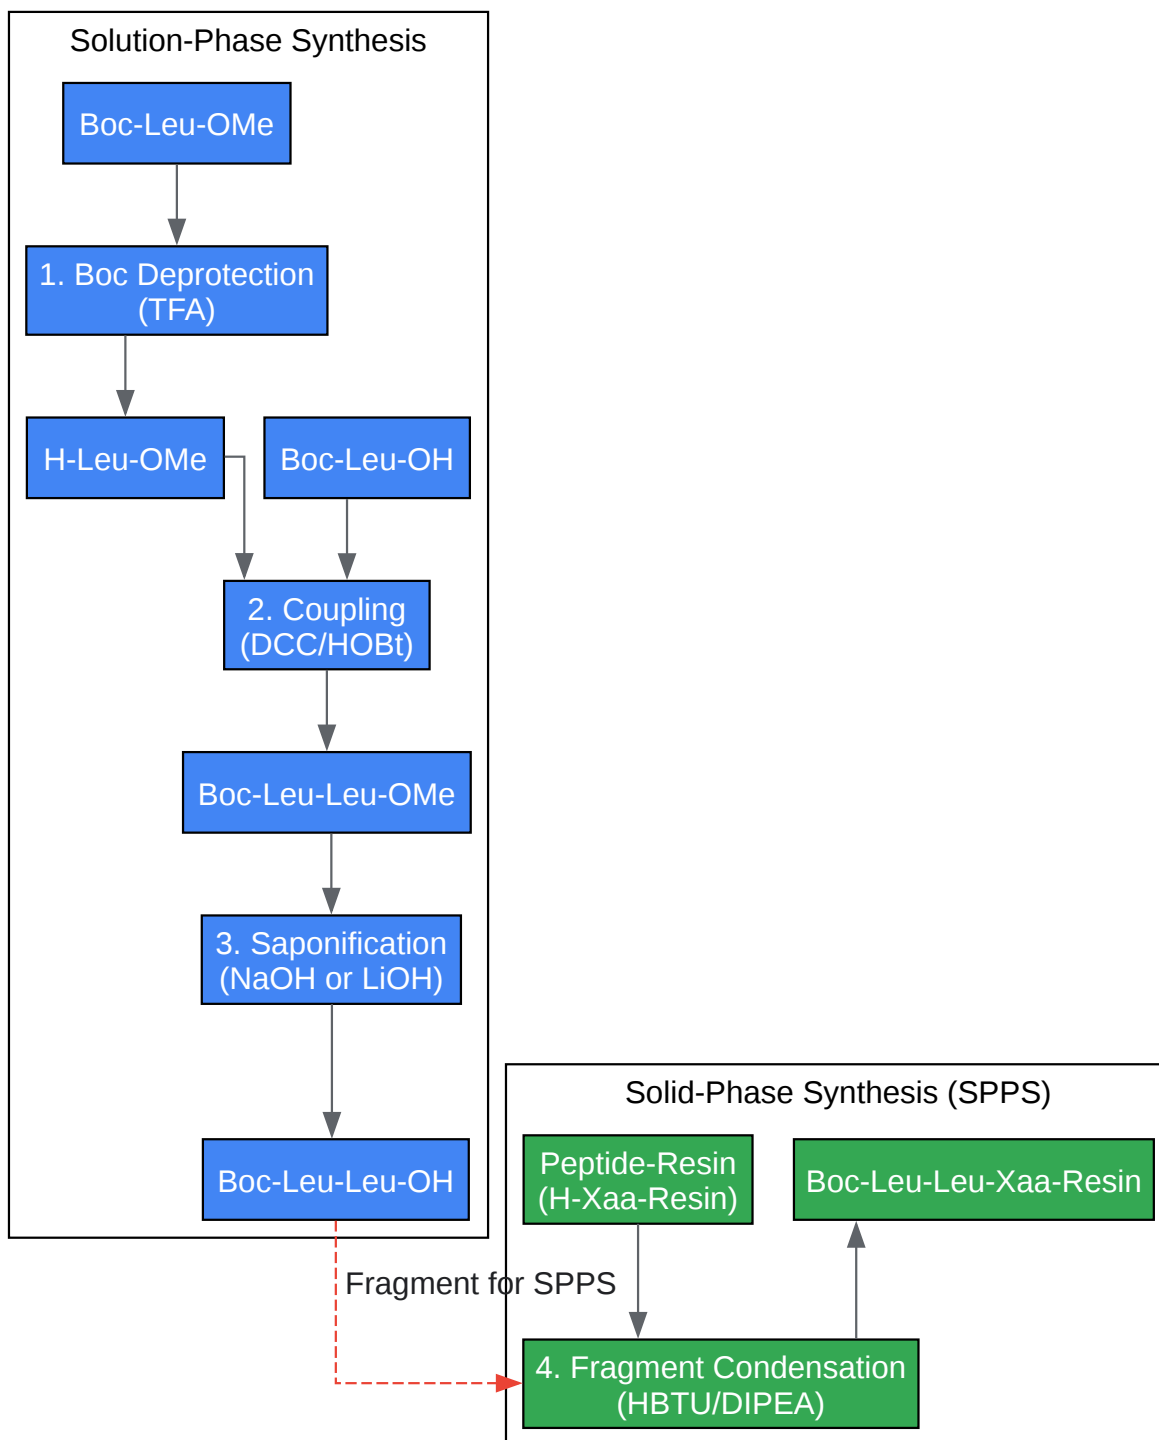 Solution-Phase Synthesis
Boc-Leu-OMe
1. Boc Deprotection
(TFA)
H-Leu-OMe
Boc-Leu-OH
2. Coupling
(DCC/HOBt)
Boc-Leu-Leu-OMe
3. Saponification
(NaOH or LiOH)
Boc-Leu-Leu-OH
Fragment for SPPS
Solid-Phase Synthesis (SPPS)
Peptide-Resin
(H-Xaa-Resin)
Boc-Leu-Leu-Xaa-Resin
4. Fragment Condensation
(HBTU/DIPEA)